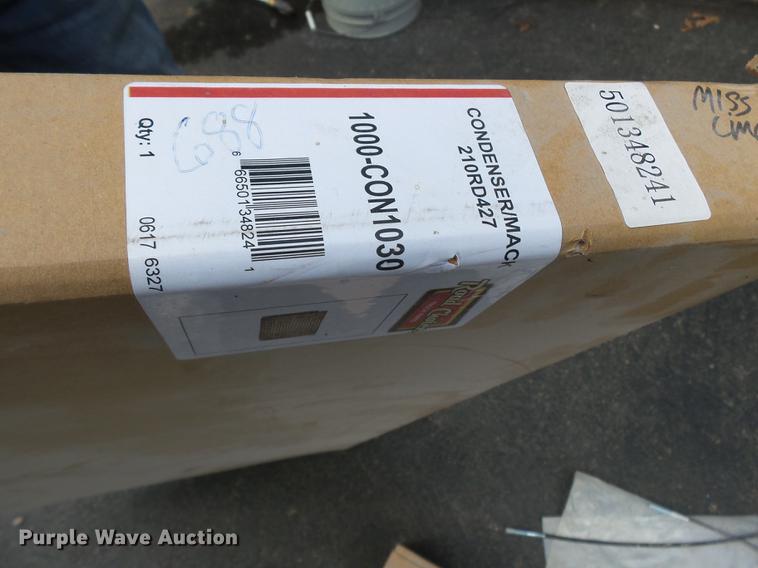 CONDENSER/MACK
210RD427
1000-CON1030
6 66501 34824 1
Qty: 1
0617 6327
501348241
MISS
Purple Wave Auction